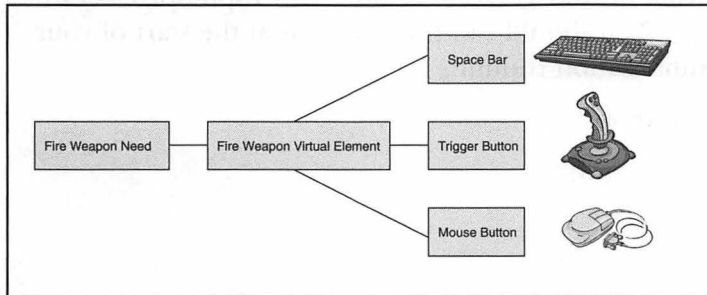 Space Bar
Fire Weapon Need
Fire Weapon Virtual Element
Trigger Button
Mouse Button